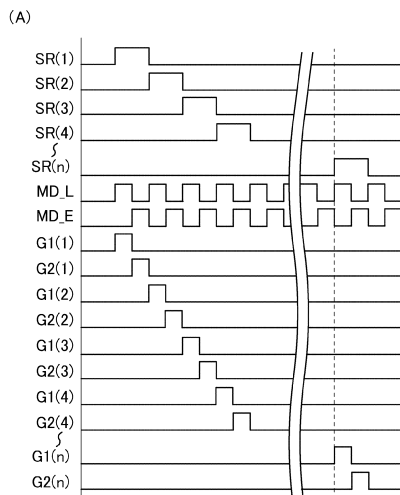 (A)
SR(1)
SR(2)
SR(3)
SR(4)
SR(n)
MD_L
MD_E
G1(1)
G2(1)
G1(2)
G2(2)
G1(3)
G2(3)
G1(4)
G2(4)
G1(n)
G2(n)